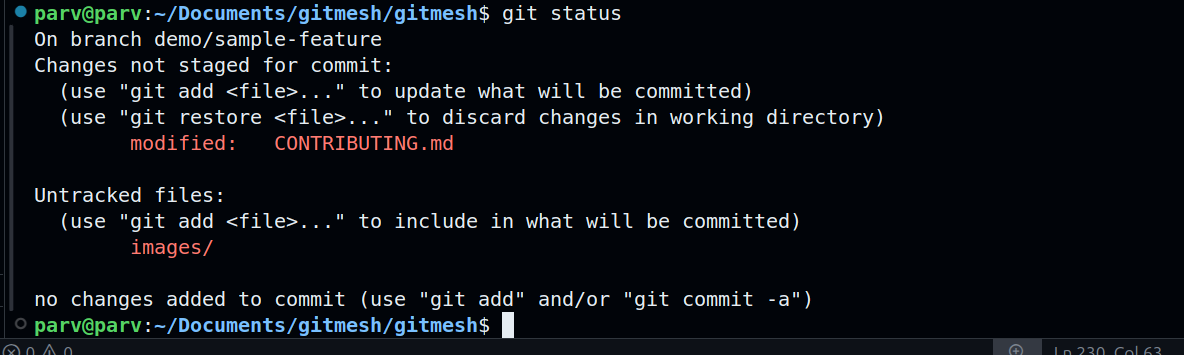 parv@parv:~/Documents/gitmesh/gitmesh$ git status
On branch demo/sample-feature
Changes not staged for commit:
  (use "git add <file>..." to update what will be committed)
  (use "git restore <file>..." to discard changes in working directory)
        modified:   CONTRIBUTING.md

Untracked files:
  (use "git add <file>..." to include in what will be committed)
        images/

no changes added to commit (use "git add" and/or "git commit -a")
parv@parv:~/Documents/gitmesh/gitmesh$
0 0 Ln 230, Col 63